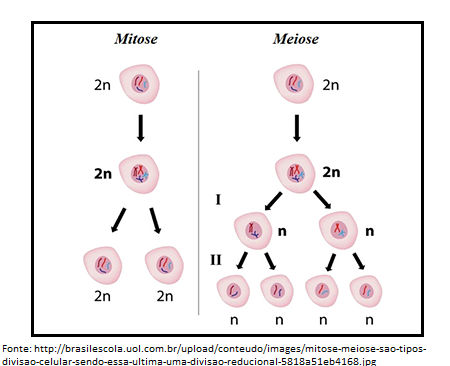 Mitose
Meiose
2n
2n
2n
2n
2n
2n
2n
I
n
n
II
n
n
n
n
Fonte: http://brasilescola.uol.com.br/upload/conteudo/images/mitose-meiose-sao-tipos-
divisao-celular-sendo-essa-ultima-uma-divisao-reducional-5818a51eb4168.jpg